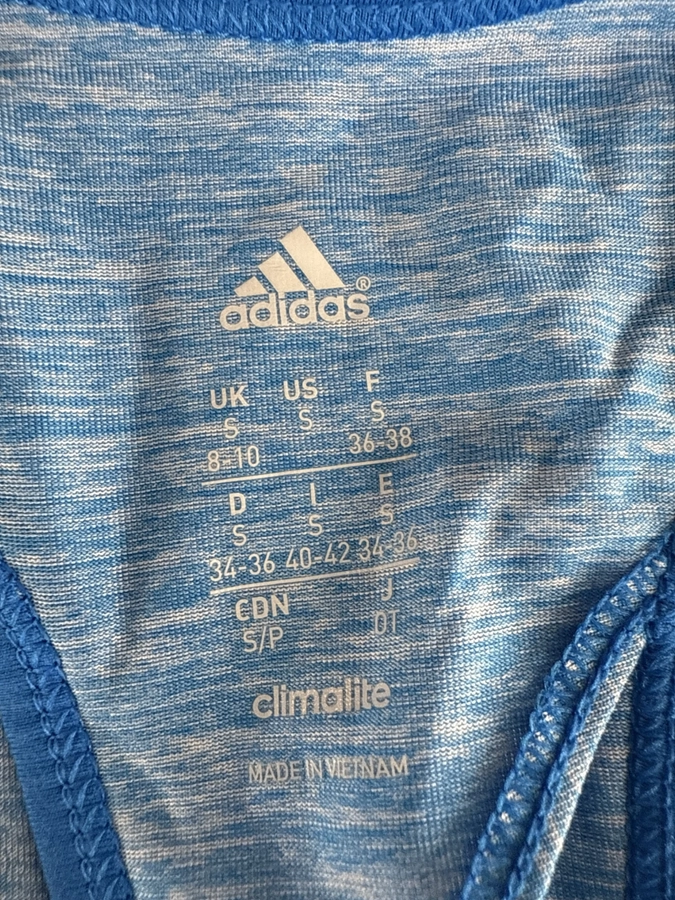 adidas®
UK US F
S S S
8-10 36-38
D I E
S S S
34-36 40-42 34-36
CDN J
S/P OT
climalite
MADE IN VIETNAM